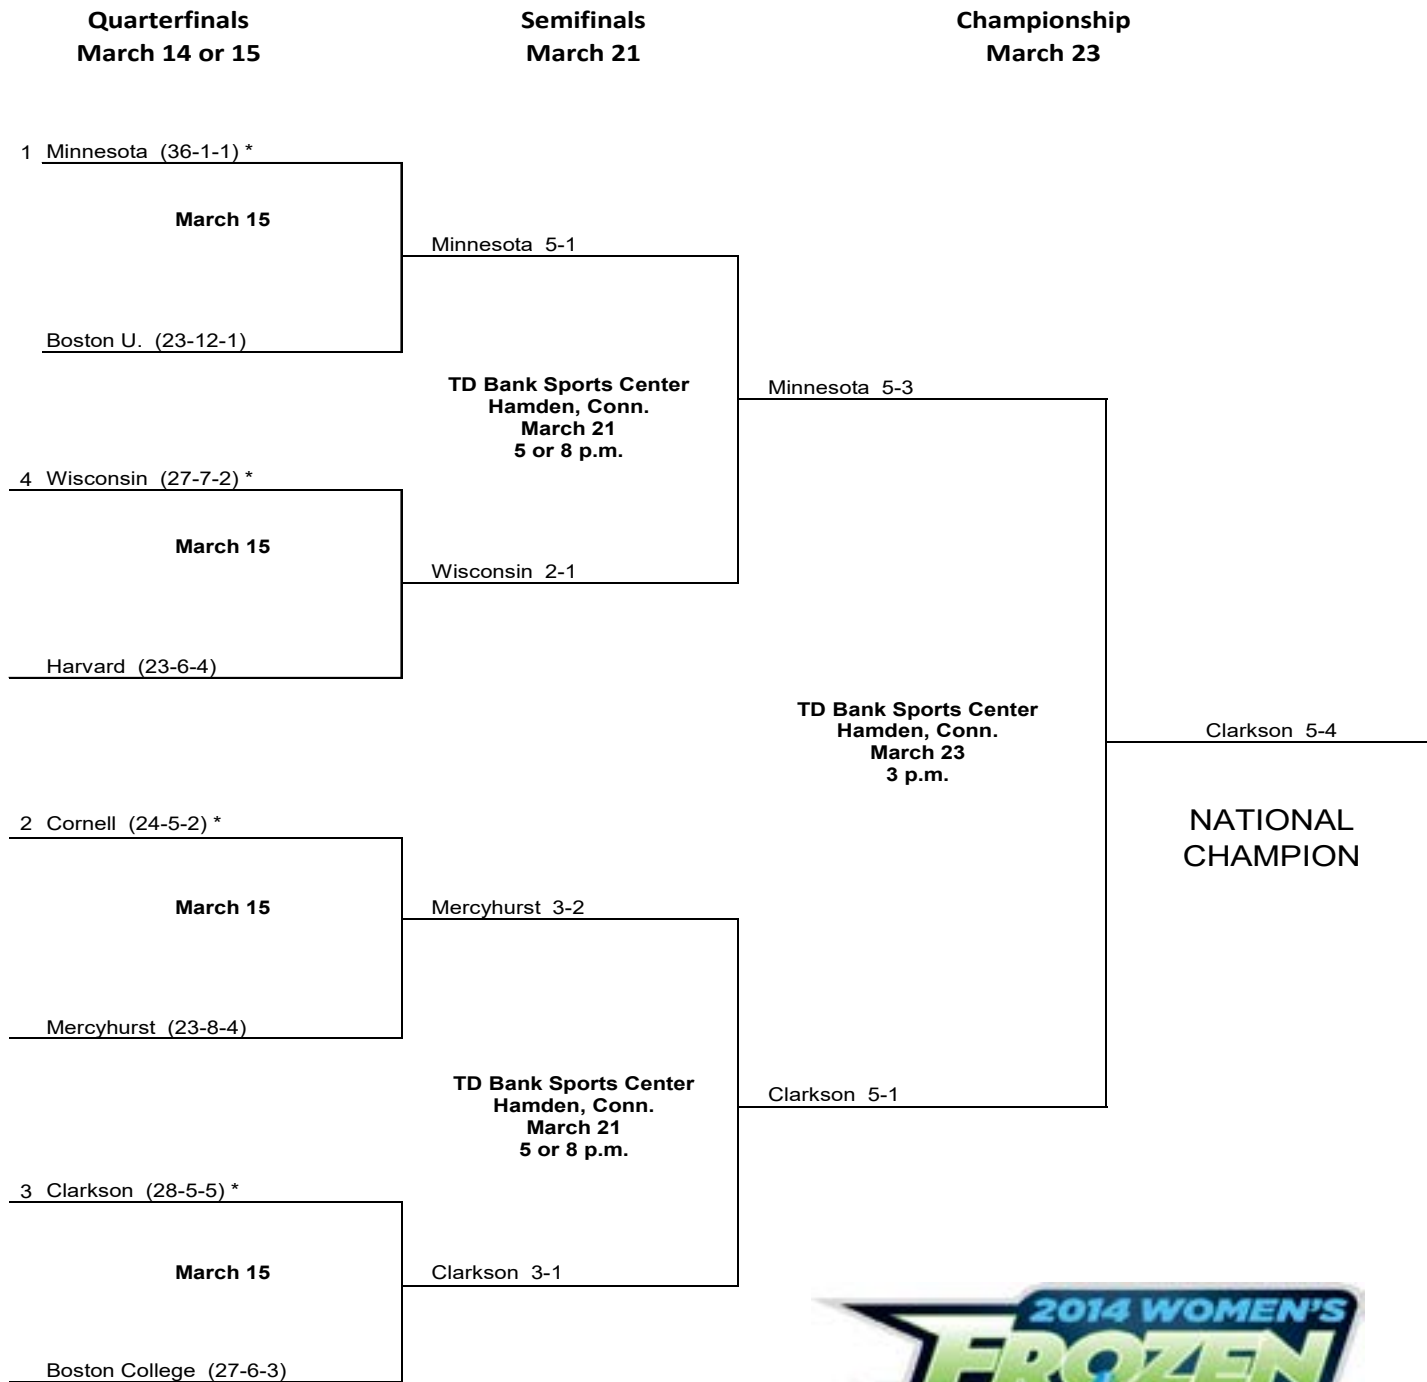 Quarterfinals
March 14 or 15
Semifinals
March 21
Championship
March 23
1 Minnesota (36-1-1) *
March 15
Minnesota 5-1
Boston U. (23-12-1)
TD Bank Sports Center
Hamden, Conn.
March 21
5 or 8 p.m.
Minnesota 5-3
4 Wisconsin (27-7-2) *
March 15
Wisconsin 2-1
Harvard (23-6-4)
TD Bank Sports Center
Hamden, Conn.
March 23
3 p.m.
Clarkson 5-4
NATIONAL
CHAMPION
2 Cornell (24-5-2) *
March 15
Mercyhurst 3-2
Mercyhurst (23-8-4)
TD Bank Sports Center
Hamden, Conn.
March 21
5 or 8 p.m.
Clarkson 5-1
3 Clarkson (28-5-5) *
March 15
Clarkson 3-1
Boston College (27-6-3)
2014 WOMEN'S
FROZEN